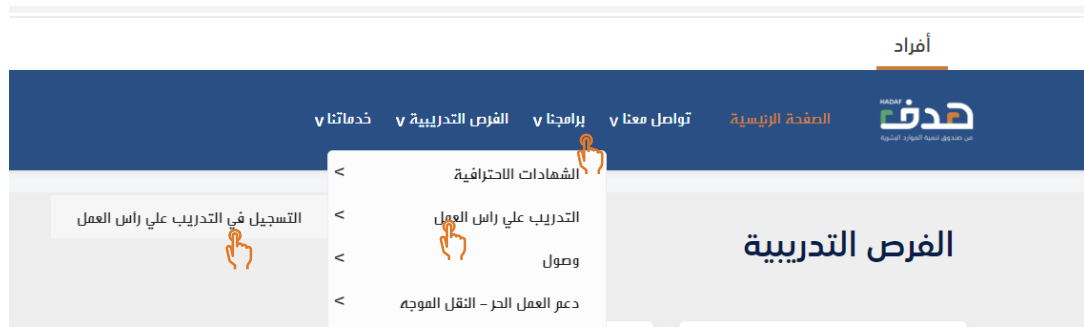 أفراد
HADAF
هدف
من صندوق تنمية الموارد البشرية
الصفحة الرئيسية
تواصل معنا v
برامجنا v
الفرص التدريبية v
خدماتنا v
الشهادات الاحترافية >
التدريب علي راس العمل >
التسجيل في التدريب علي راس العمل
وصول >
دعم العمل الحر – النقل الموجه >
الفرص التدريبية